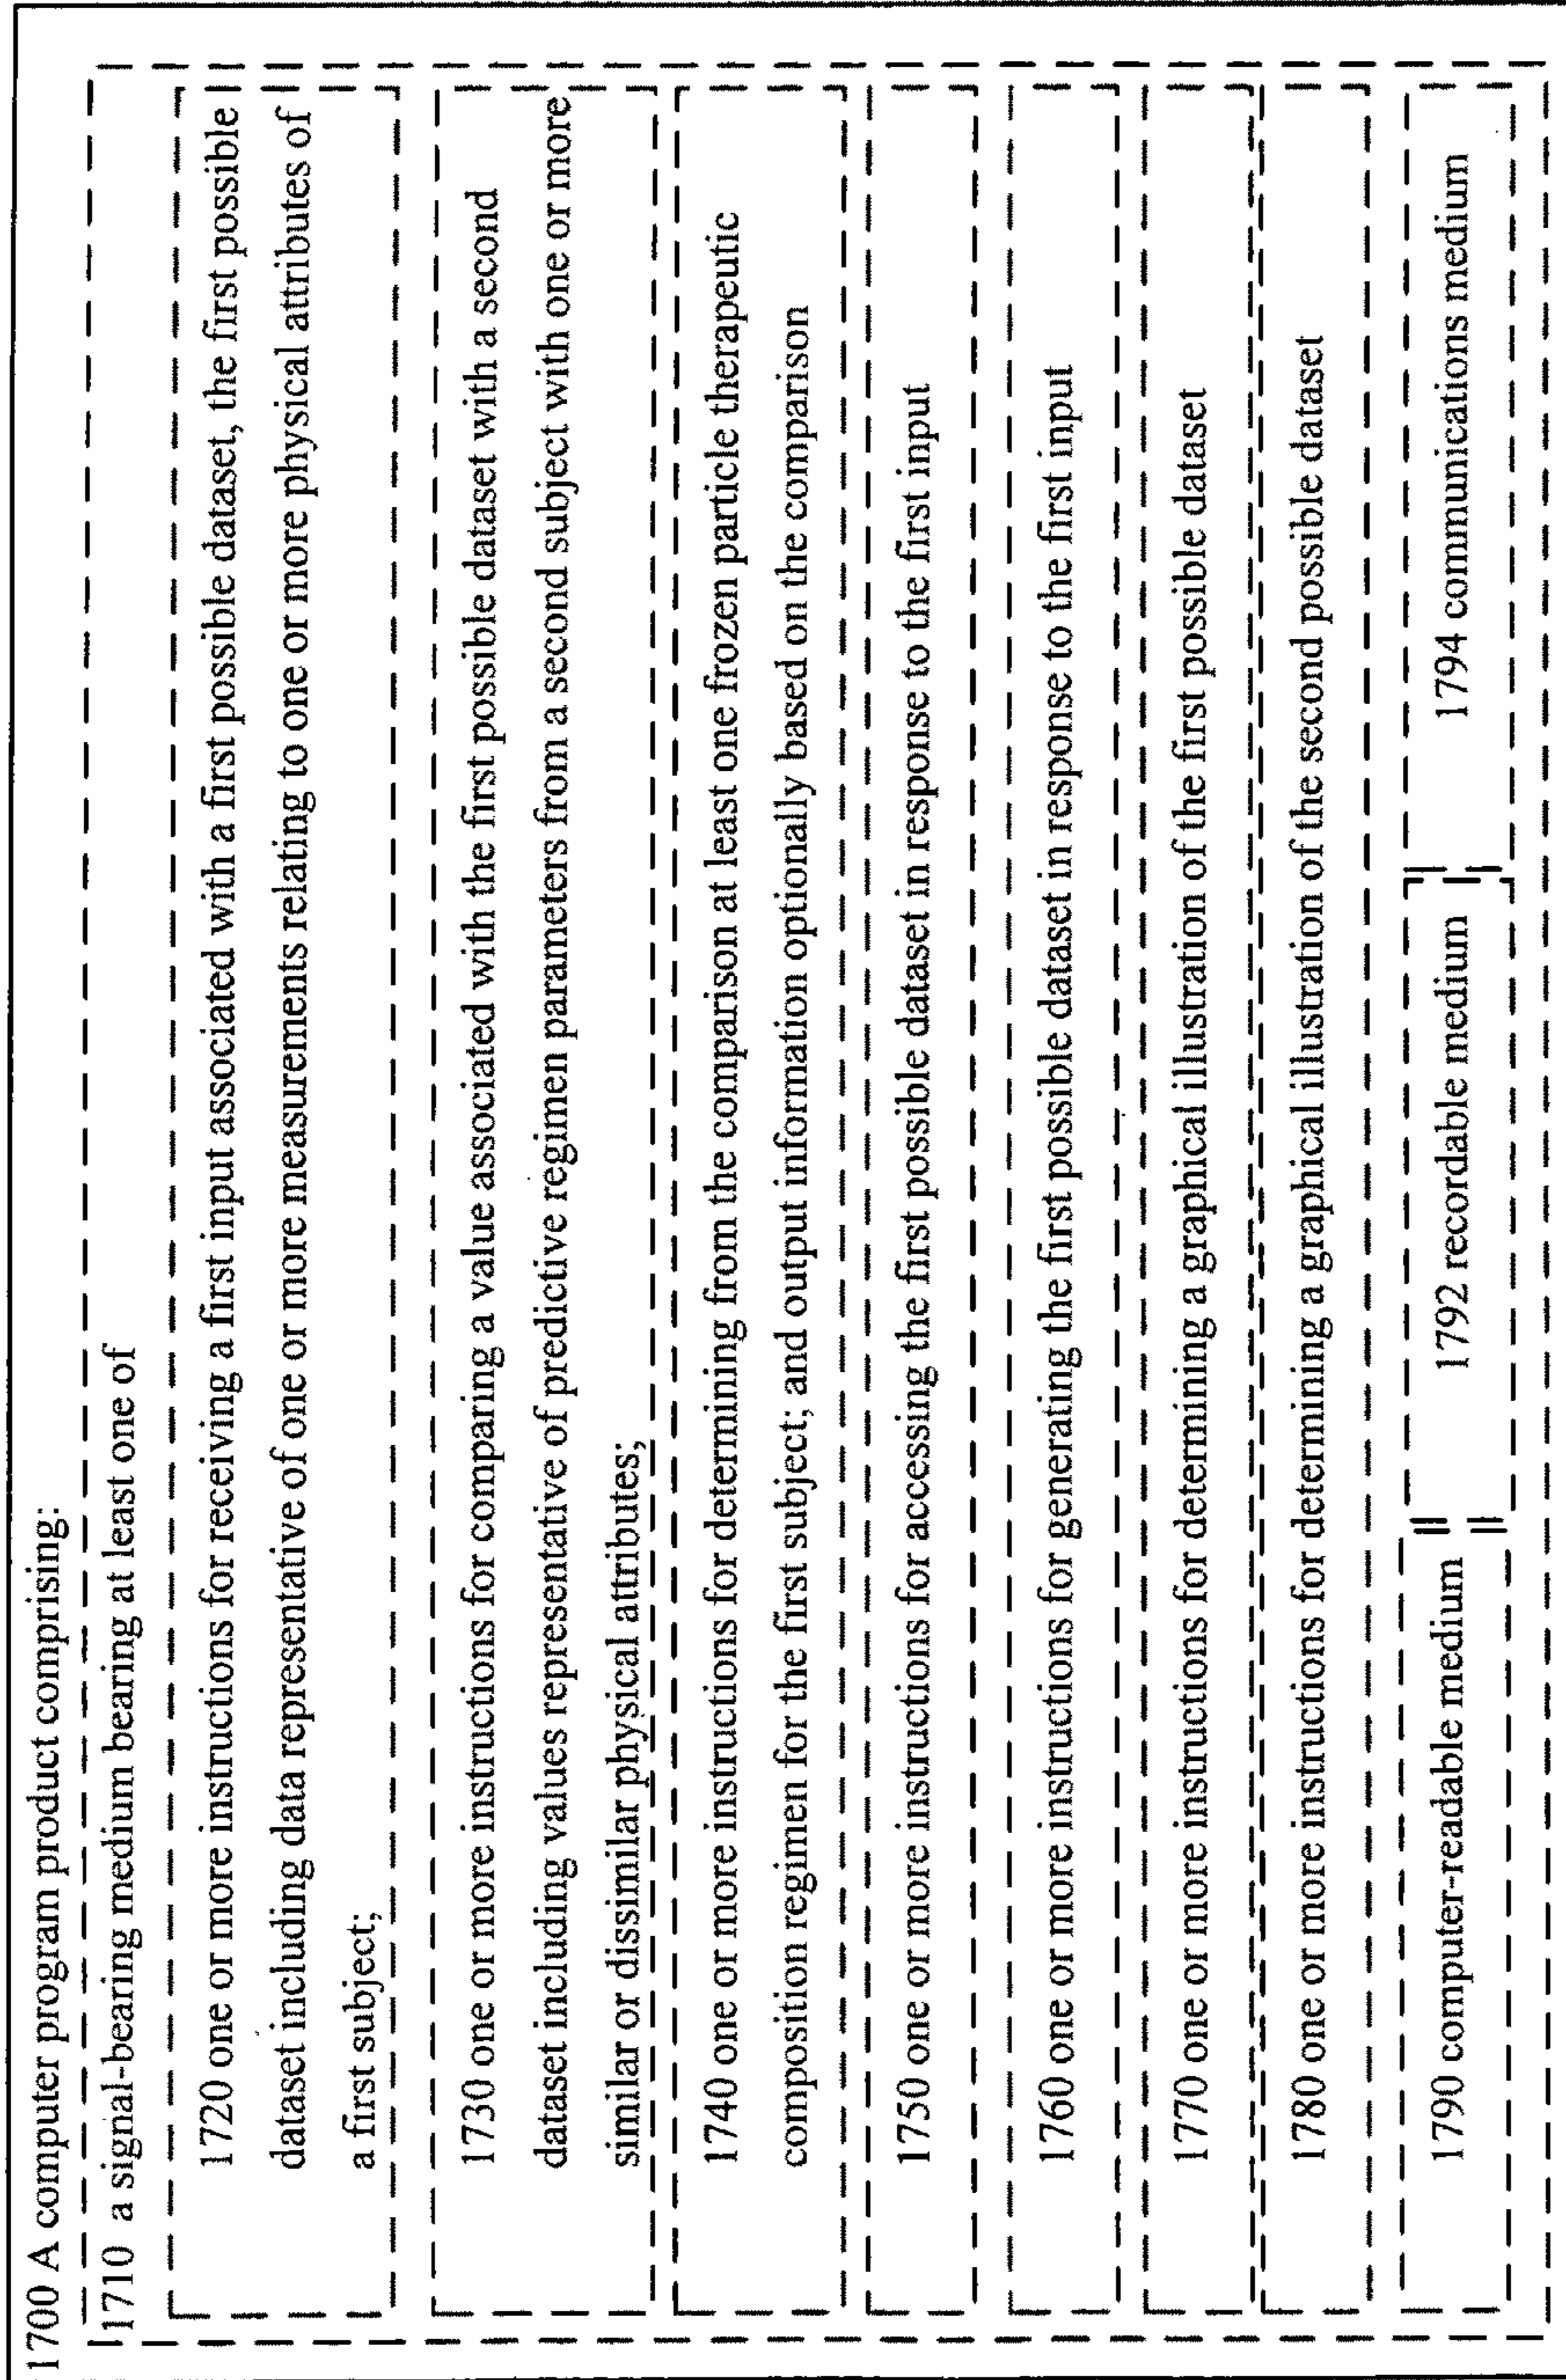 1700 A computer program product comprising:
1710 a signal-bearing medium bearing at least one of
1720 one or more instructions for receiving a first input associated with a first possible dataset, the first possible
dataset including data representative of one or more measurements relating to one or more physical attributes of
a first subject;
1730 one or more instructions for comparing a value associated with the first possible dataset with a second
dataset including values representative of predictive regimen parameters from a second subject with one or more
similar or dissimilar physical attributes;
1740 one or more instructions for determining from the comparison at least one frozen particle therapeutic
composition regimen for the first subject; and output information optionally based on the comparison
1750 one or more instructions for accessing the first possible dataset in response to the first input
1760 one or more instructions for generating the first possible dataset in response to the first input
1770 one or more instructions for determining a graphical illustration of the first possible dataset
1780 one or more instructions for determining a graphical illustration of the second possible dataset
1790 computer-readable medium
1792 recordable medium
1794 communications medium